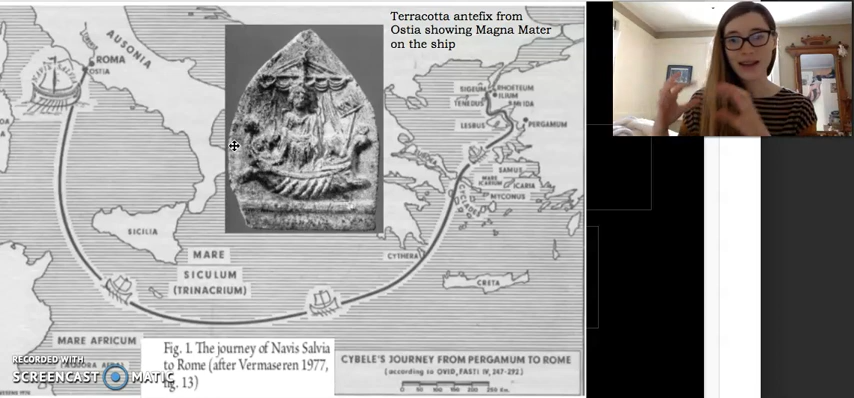 Terracotta antefix from
Ostia showing Magna Mater
on the ship
AUSONIA
ROMA
OSTIA
SIGEUM
RHOETEUM
ILIUM
TENEDUS
IDA
LESBUS
PERGAMUM
SAMUS
MARE
ICARIUM
ICARIA
MYCONUS
CYCLADES
SICILIA
MARE
SICULUM
(TRINACRIUM)
CYTHERA
CRETA
MARE AFRICUM
Fig. 1. The journey of Navis Salvia
to Rome (after Vermaseren 1977,
fig. 13)
CYBELE'S JOURNEY FROM PERGAMUM TO ROME
(according to OVID, FASTI IV, 247-292)
RECORDED WITH
SCREENCAST MATIC